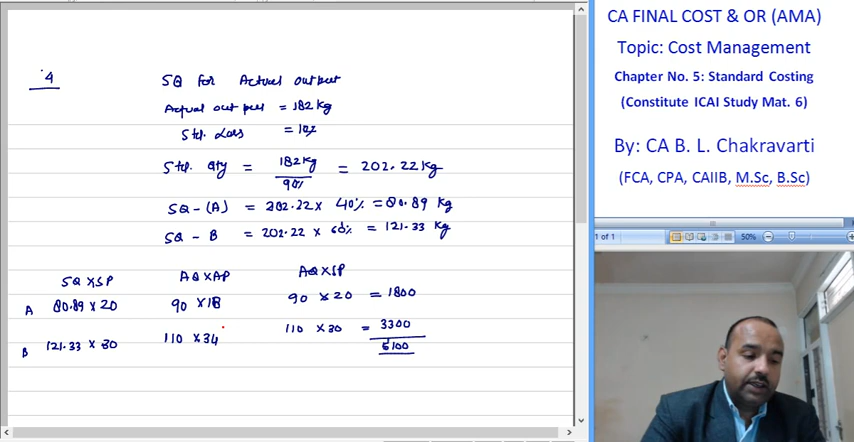 4
SQ for Actual output
Actual out put = 182 kg
Std. Loss = 10%
Std. Qty = 182 kg / 90% = 202.22 kg
SQ - (A) = 202.22 x 40% = 80.89 Kg
SQ - B = 202.22 x 60% = 121.33 Kg
SQ X SP AQ X AP AQ X SP
A 80.89 x 20 90 x 18 90 x 20 = 1800
B 121.33 x 30 110 x 34 110 x 30 = 3300
5100
CA FINAL COST & OR (AMA)
Topic: Cost Management
Chapter No. 5: Standard Costing
(Constitute ICAI Study Mat. 6)
By: CA B. L. Chakravarti
(FCA, CPA, CAIIB, M.Sc, B.Sc)
1 of 1 50%